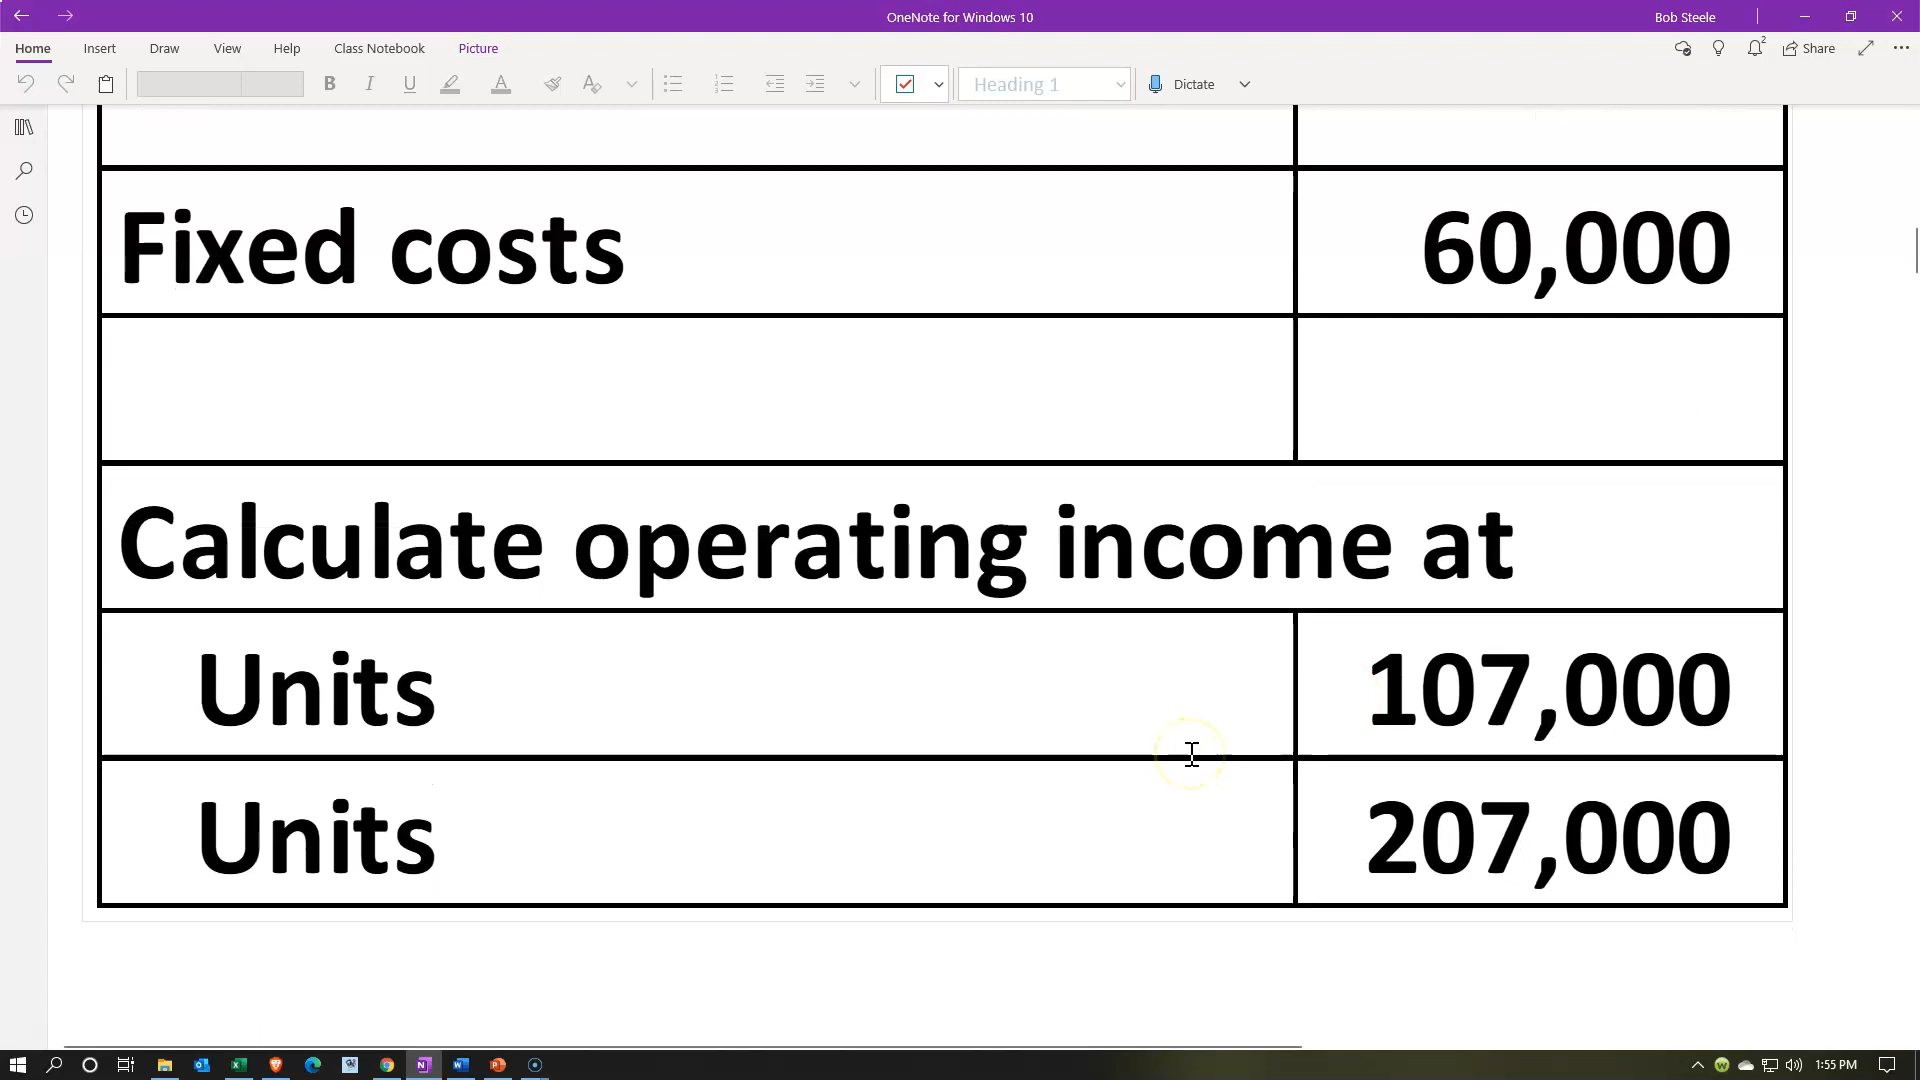 OneNote for Windows 10
Bob Steele
Home Insert Draw View Help Class Notebook Picture
2
Share
B I U A A Heading 1 Dictate
Fixed costs 60,000
Calculate operating income at
Units 107,000
Units 207,000
1:55 PM